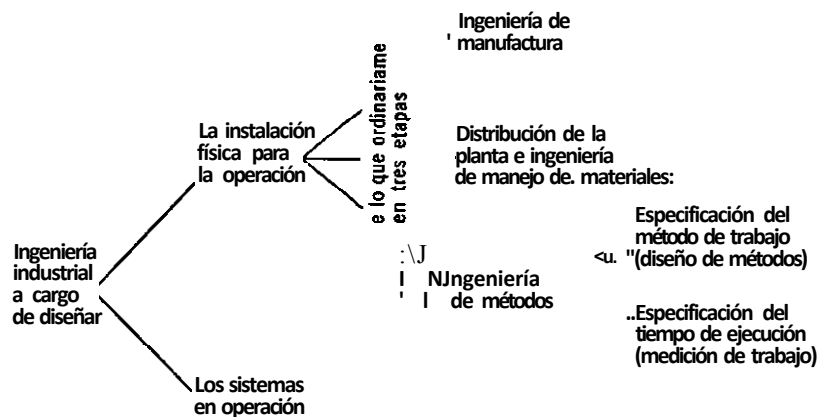 Ingeniería de
' manufactura
e lo que ordinariame
en tres etapas
La instalación
física para
la operación
Distribución de la
planta e ingeniería
de manejo de. materiales:
Especificación del
método de trabajo
<u. "(diseño de métodos)
Ingeniería
industrial
a cargo
de diseñar
:\J
I NJngeniería
' I de métodos
..Especificación del
tiempo de ejecución
(medición de trabajo)
Los sistemas
en operación